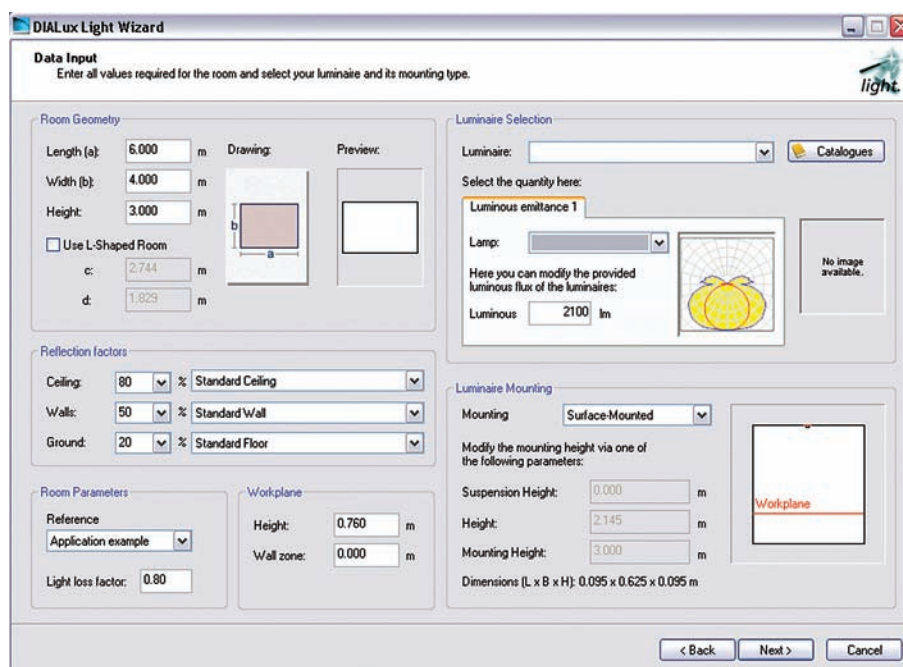 DIALux Light Wizard
Data Input
Enter all values required for the room and select your luminaire and its mounting type.
light.
Room Geometry
Length (a): 6.000 m
Width (b): 4.000 m
Height: 3.000 m
Use L-Shaped Room
c: 2.744 m
d: 1.829 m
Drawing:
b
a
Preview:
Reflection factors
Ceiling: 80 % Standard Ceiling
Walls: 50 % Standard Wall
Ground: 20 % Standard Floor
Room Parameters
Reference
Application example
Light loss factor: 0.80
Workplane
Height: 0.760 m
Wall zone: 0.000 m
Luminaire Selection
Luminaire:
Catalogues
Select the quantity here:
Luminous emittance 1
Lamp:
Here you can modify the provided
luminous flux of the luminaires:
Luminous 2100 lm
No image
available.
Luminaire Mounting
Mounting Surface-Mounted
Modify the mounting height via one of
the following parameters:
Suspension Height: 0.000 m
Height: 2.145 m
Mounting Height: 3.000 m
Dimensions (L x B x H): 0.095 x 0.625 x 0.095 m
Workplane
< Back
Next >
Cancel